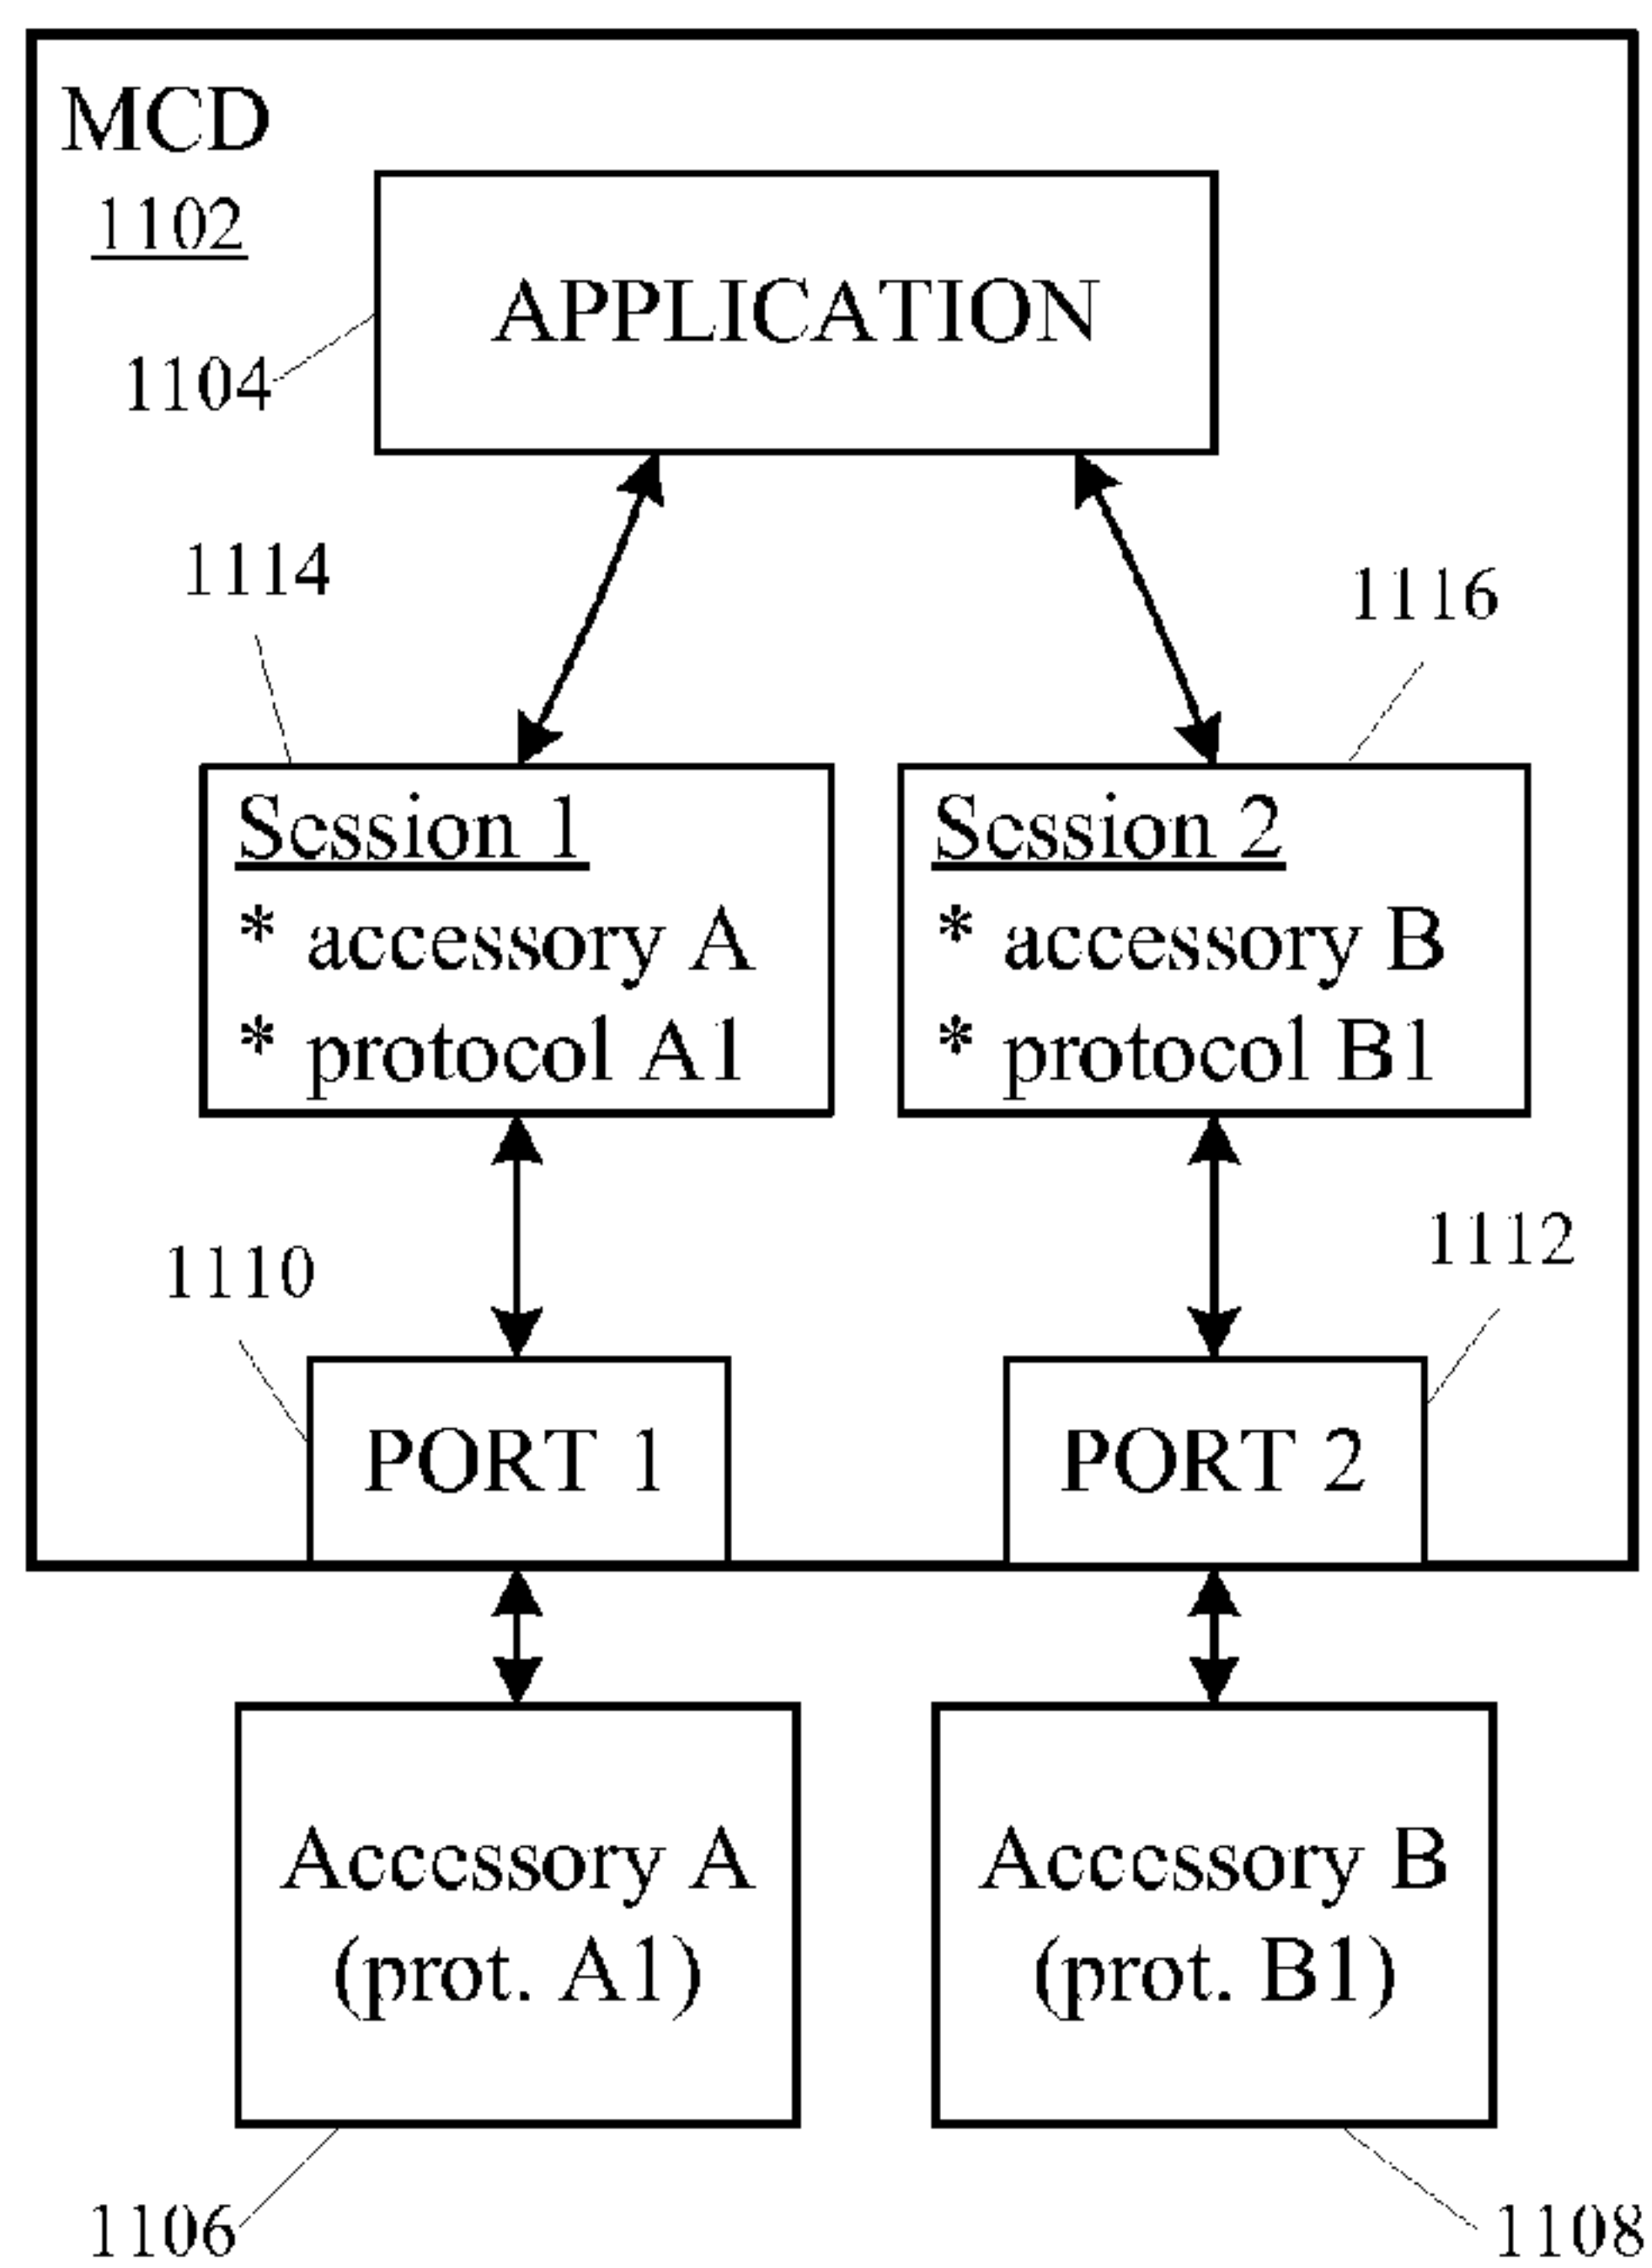 MCD
1102
APPLICATION
1104
1114
1116
Session 1
* accessory A
* protocol A1
Session 2
* accessory B
* protocol B1
1110
1112
PORT 1
PORT 2
Accessory A
(prot. A1)
Accessory B
(prot. B1)
1106
1108